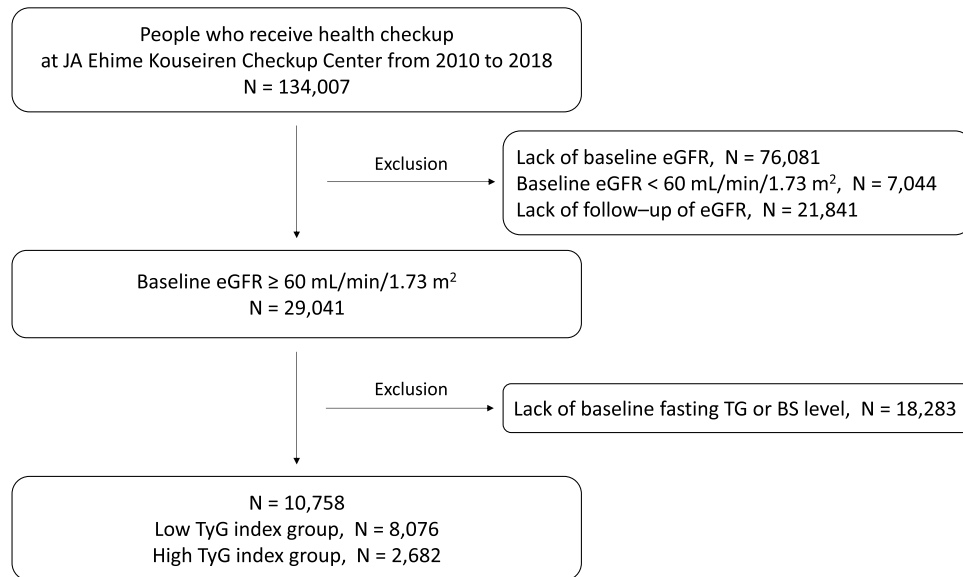 People who receive health checkup
at JA Ehime Kouseiren Checkup Center from 2010 to 2018
N = 134,007
Exclusion
Lack of baseline eGFR, N = 76,081
Baseline eGFR < 60 mL/min/1.73 m², N = 7,044
Lack of follow–up of eGFR, N = 21,841
Baseline eGFR ≥ 60 mL/min/1.73 m²
N = 29,041
Exclusion
Lack of baseline fasting TG or BS level, N = 18,283
N = 10,758
Low TyG index group, N = 8,076
High TyG index group, N = 2,682